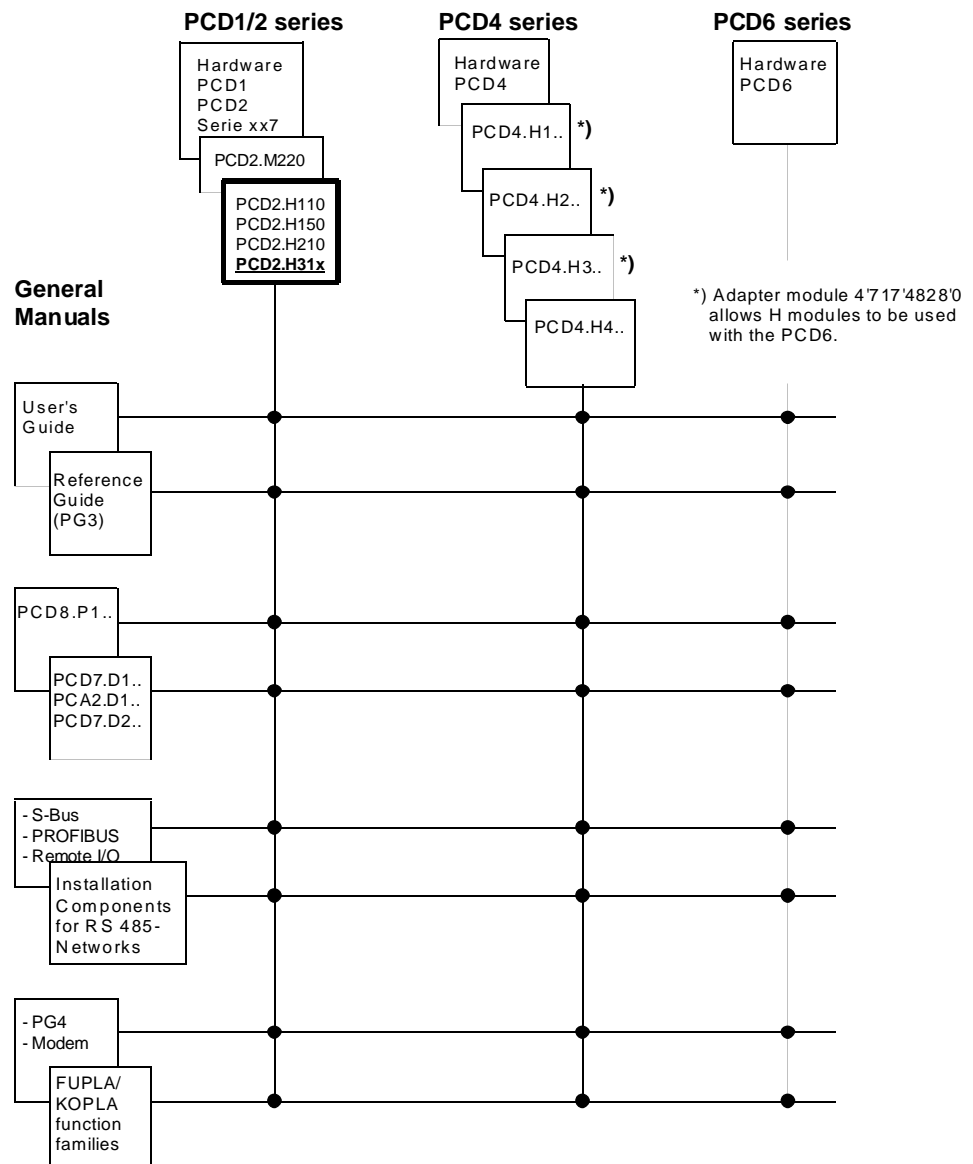 PCD1/2 series
PCD4 series
PCD6 series
Hardware
PCD1
PCD2
Serie xx7
PCD2.M220
PCD2.H110
PCD2.H150
PCD2.H210
PCD2.H31x
Hardware
PCD4
PCD4.H1.. *)
PCD4.H2.. *)
PCD4.H3.. *)
PCD4.H4..
Hardware
PCD6
*) Adapter module 4'717'4828'0
allows H modules to be used
with the PCD6.
General
Manuals
User's
Guide
Reference
Guide
(PG3)
PCD8.P1..
PCD7.D1..
PCA2.D1..
PCD7.D2..
- S-Bus
- PROFIBUS
- Remote I/O
Installation
Components
for RS 485-
Networks
- PG4
- Modem
FUPLA/
KOPLA
function
families